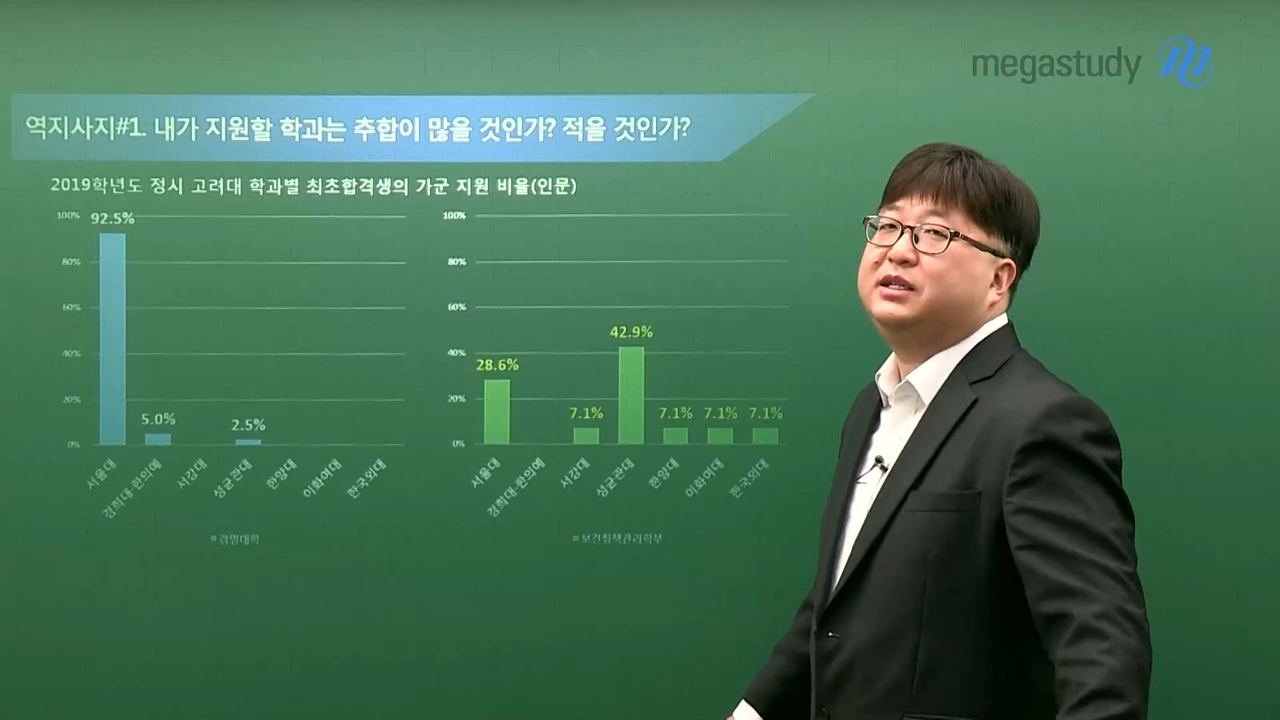 megastudy
역지사지#1. 내가 지원할 학과는 추합이 많을 것인가? 적을 것인가?
2019학년도 정시 고려대 학과별 최초합격생의 가군 지원 비율(인문)
100%
80%
60%
40%
20%
0%
92.5%
5.0%
2.5%
서울대
경희대·한의예
서강대
성균관대
한양대
이화여대
한국외대
경영대학
100%
80%
60%
40%
20%
0%
28.6%
7.1%
42.9%
7.1%
7.1%
7.1%
서울대
경희대·한의예
서강대
성균관대
한양대
이화여대
한국외대
보건정책관리학부